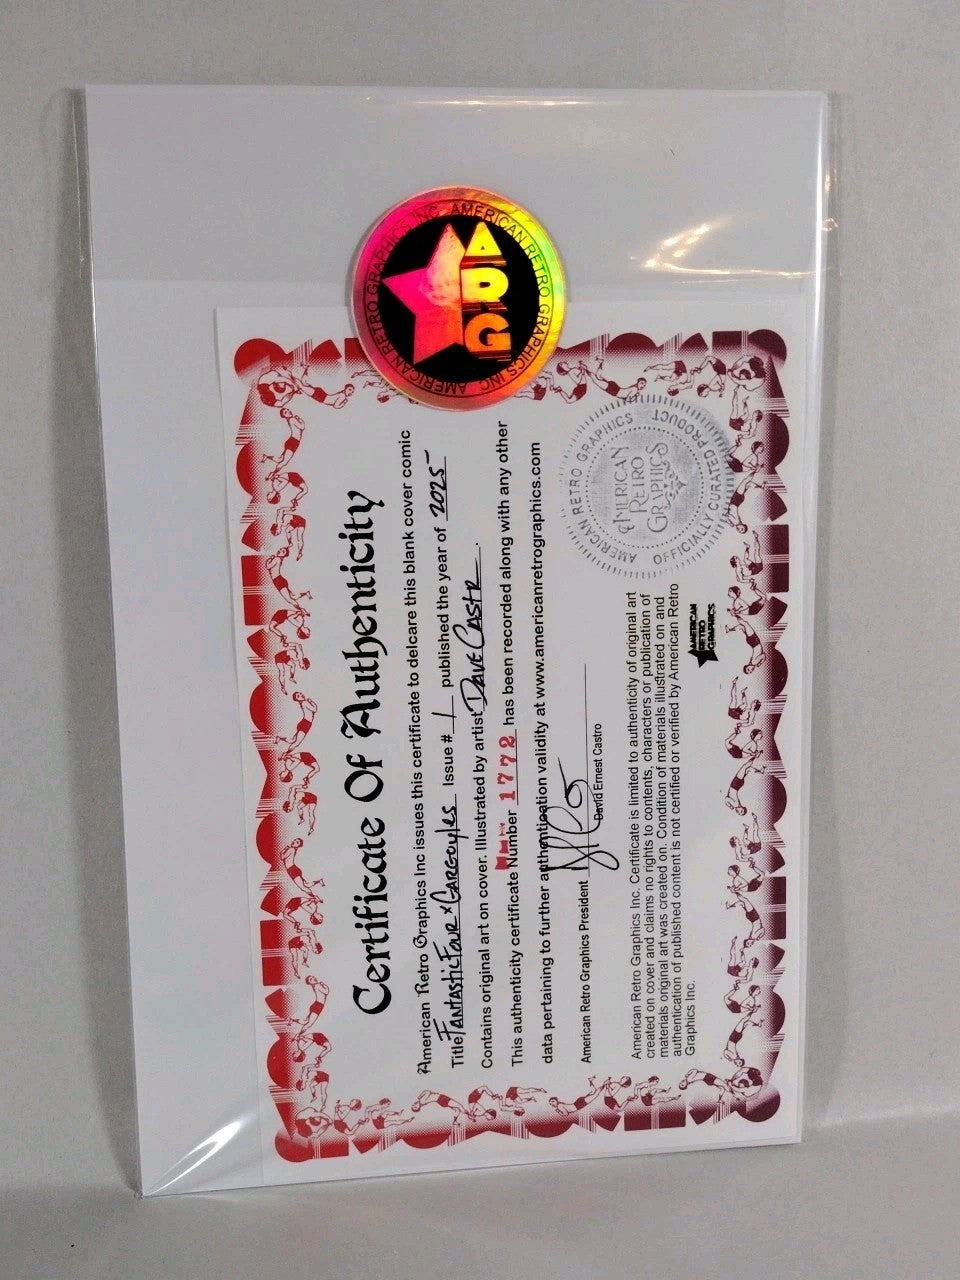 AMERICAN RETRO GRAPHICS INC. AMERICAN RETRO GRAPHICS INC.
ARG
Certificate Of Authenticity
American Retro Graphics Inc issues this certificate to delcare this blank cover comic
Title Fantastic Four x Gargoyles Issue # 1 published the year of 2025
Contains original art on cover. Illustrated by artist Dave Castr.
This authenticity certificate Number 1772 has been recorded along with any other
data pertaining to further authentication validity at www.americanretrographics.com
American Retro Graphics President
David Ernest Castro
American Retro Graphics Inc. Certificate is limited to authenticity of original art
created on cover and claims no rights to contents, characters or publication of
materials original art was created on. Condition of materials illustrated on and
authentication of published content is not certified or verified by American Retro
Graphics Inc.
AMERICAN
RETRO
GRAPHICS
AMERICAN RETRO GRAPHICS
OFFICIALLY CURATED PRODUCT
AMERICAN
RETRO
GRAPHICS